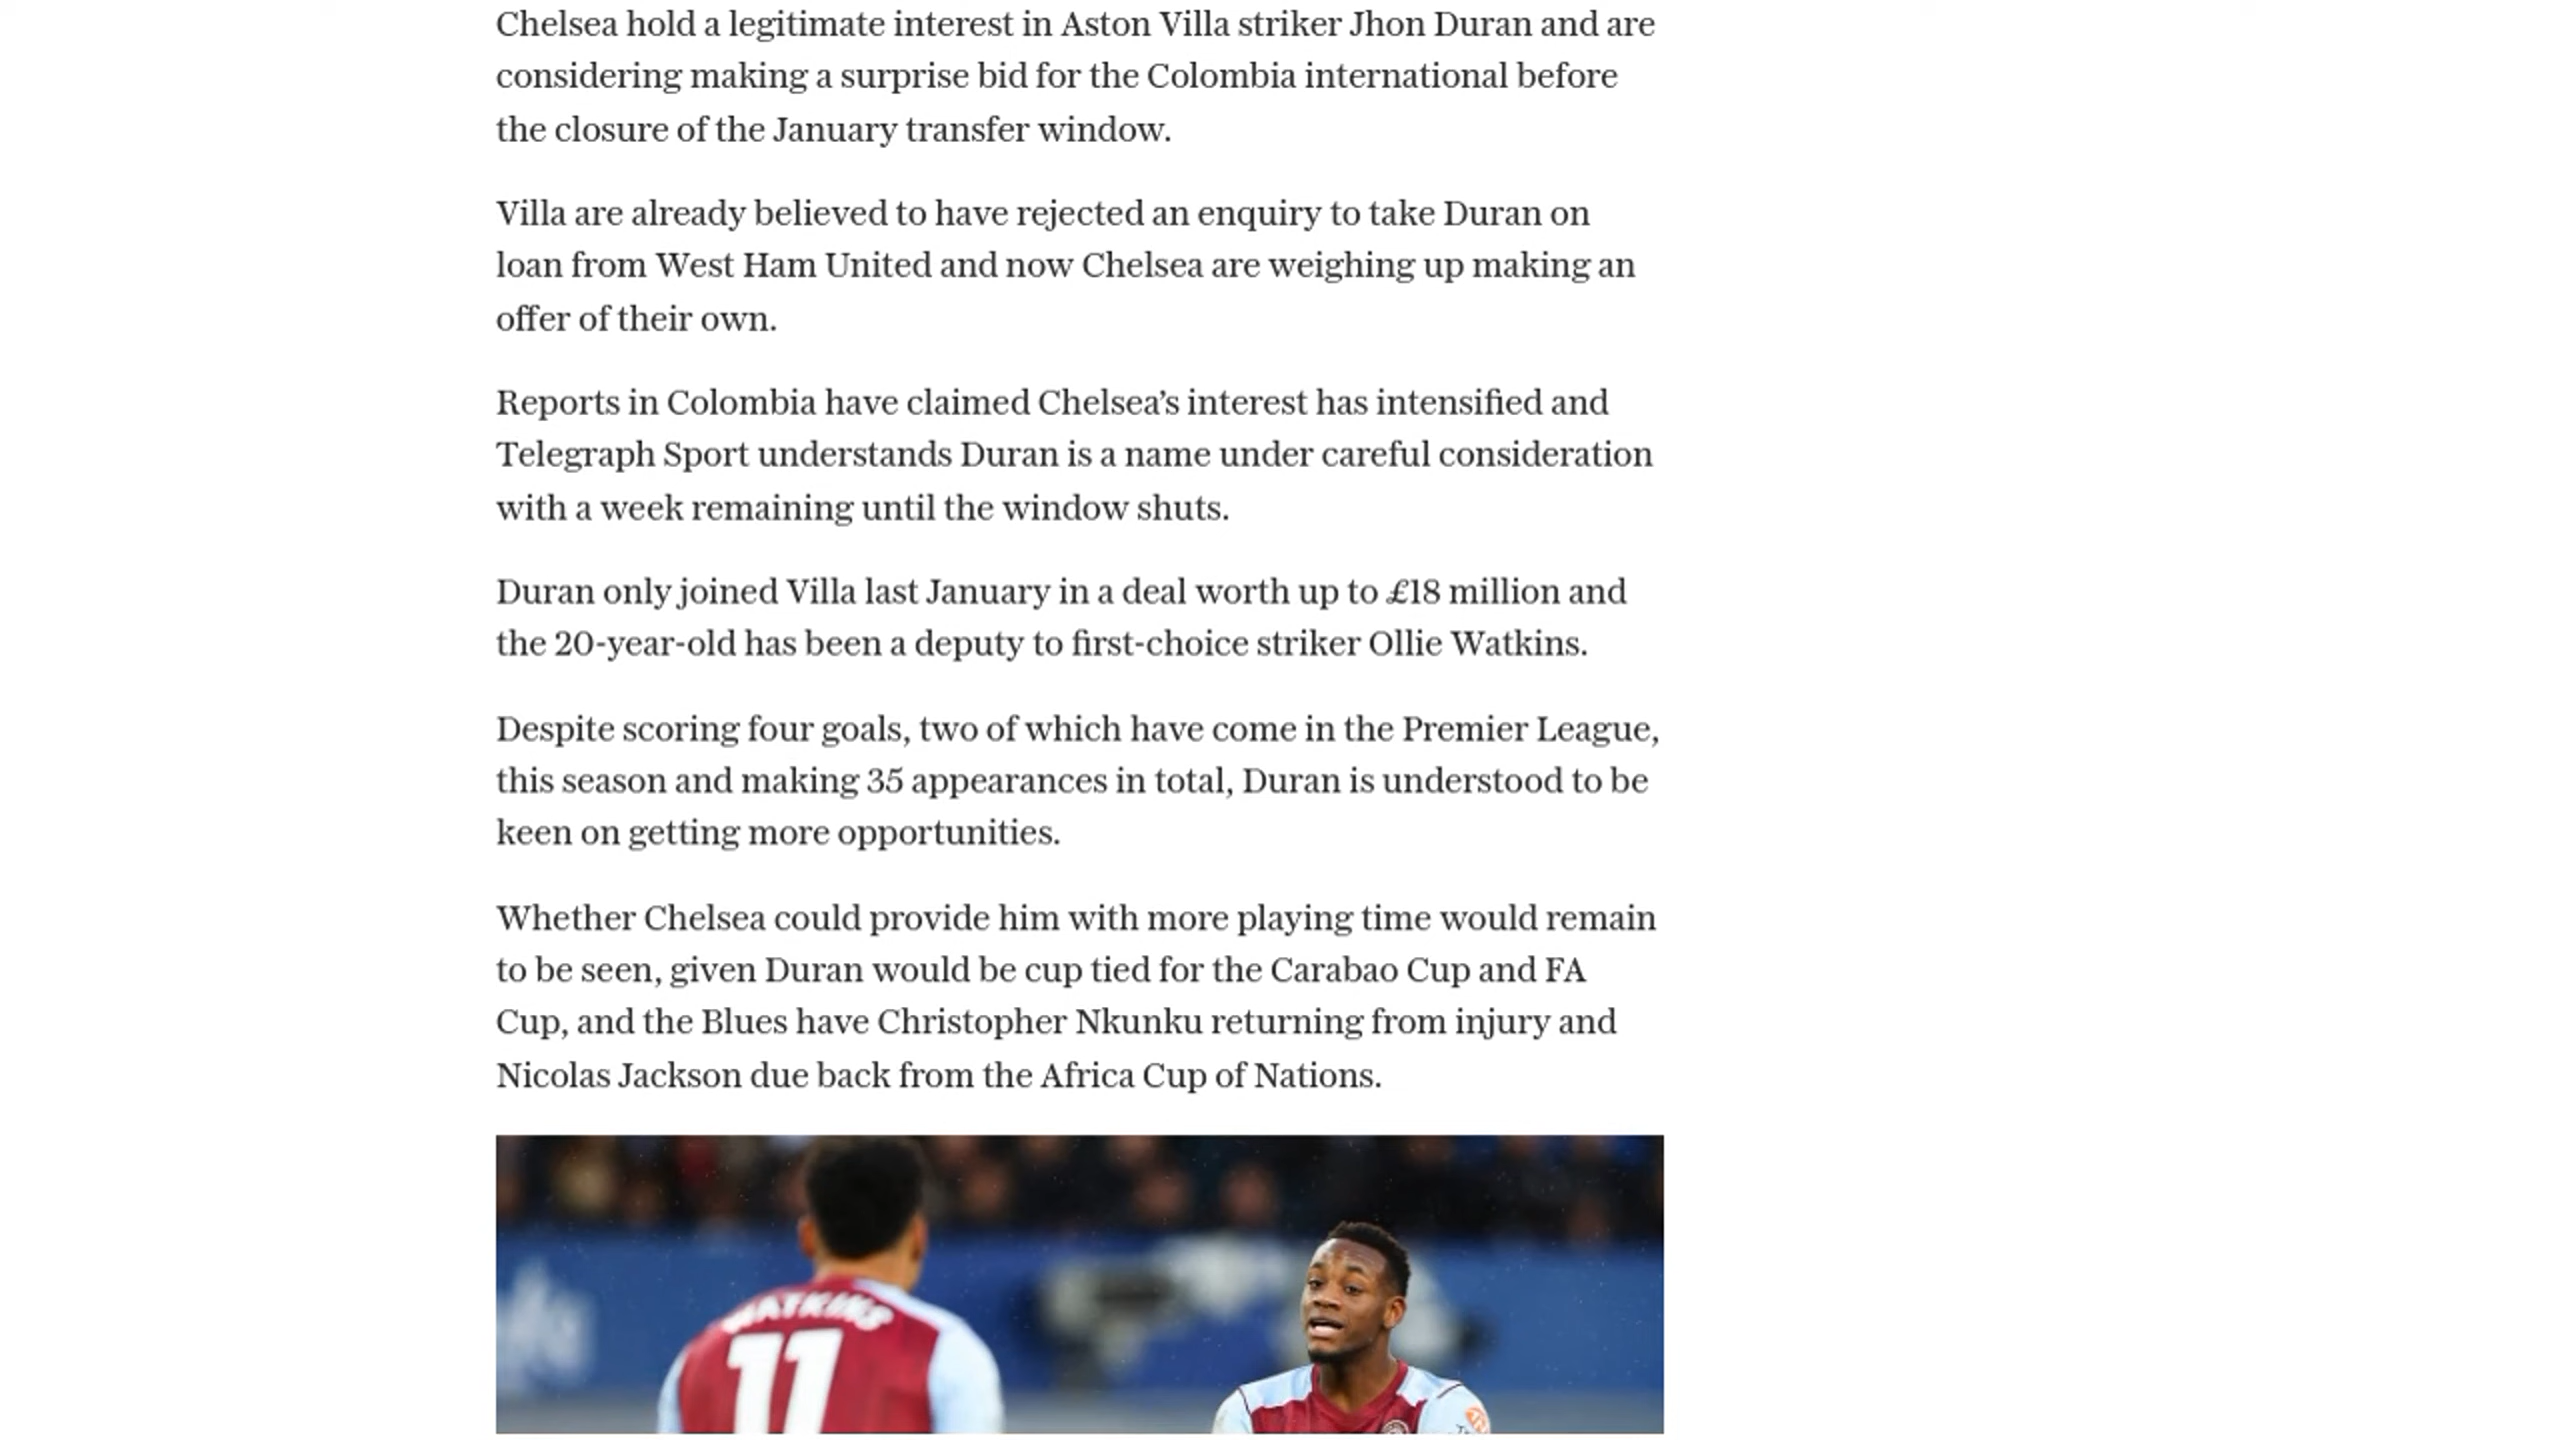 Chelsea hold a legitimate interest in Aston Villa striker Jhon Duran and are
considering making a surprise bid for the Colombia international before
the closure of the January transfer window.
Villa are already believed to have rejected an enquiry to take Duran on
loan from West Ham United and now Chelsea are weighing up making an
offer of their own.
Reports in Colombia have claimed Chelsea’s interest has intensified and
Telegraph Sport understands Duran is a name under careful consideration
with a week remaining until the window shuts.
Duran only joined Villa last January in a deal worth up to £18 million and
the 20-year-old has been a deputy to first-choice striker Ollie Watkins.
Despite scoring four goals, two of which have come in the Premier League,
this season and making 35 appearances in total, Duran is understood to be
keen on getting more opportunities.
Whether Chelsea could provide him with more playing time would remain
to be seen, given Duran would be cup tied for the Carabao Cup and FA
Cup, and the Blues have Christopher Nkunku returning from injury and
Nicolas Jackson due back from the Africa Cup of Nations.
WATKINS
11